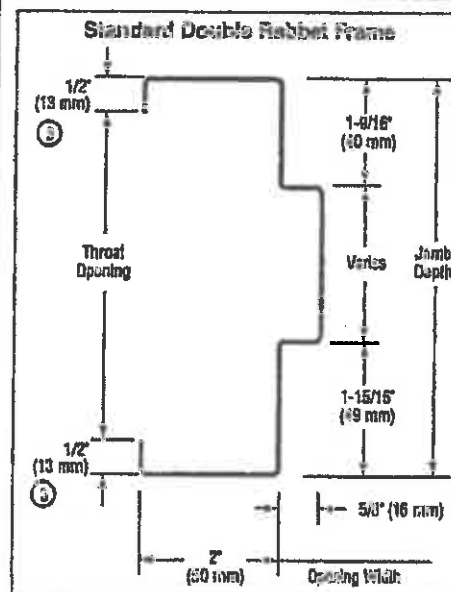 Standard Double Rabbet Frame
1/2"
(13 mm)
1-9/16"
(40 mm)
Throat
Opening
Varies
Jamb
Depth
1-15/16"
(49 mm)
1/2"
(13 mm)
5/8" (16 mm)
2"
(50 mm)
Opening Width